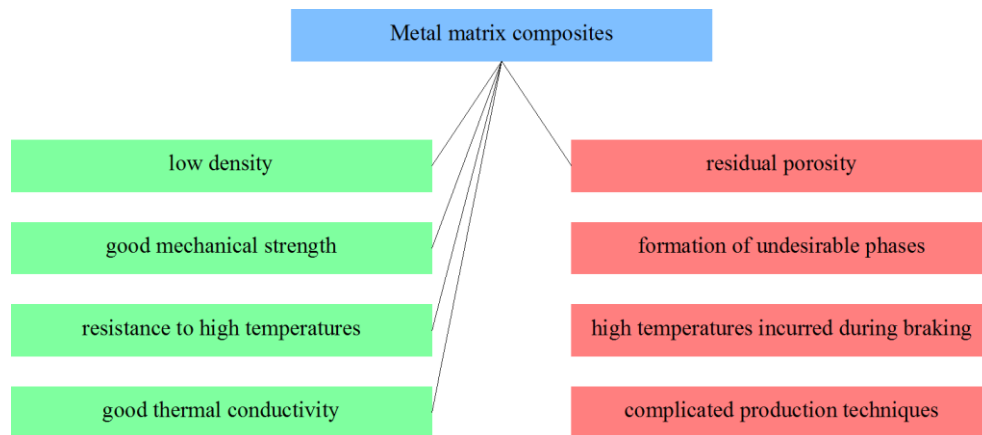 Metal matrix composites
low density
residual porosity
good mechanical strength
formation of undesirable phases
resistance to high temperatures
high temperatures incurred during braking
good thermal conductivity
complicated production techniques